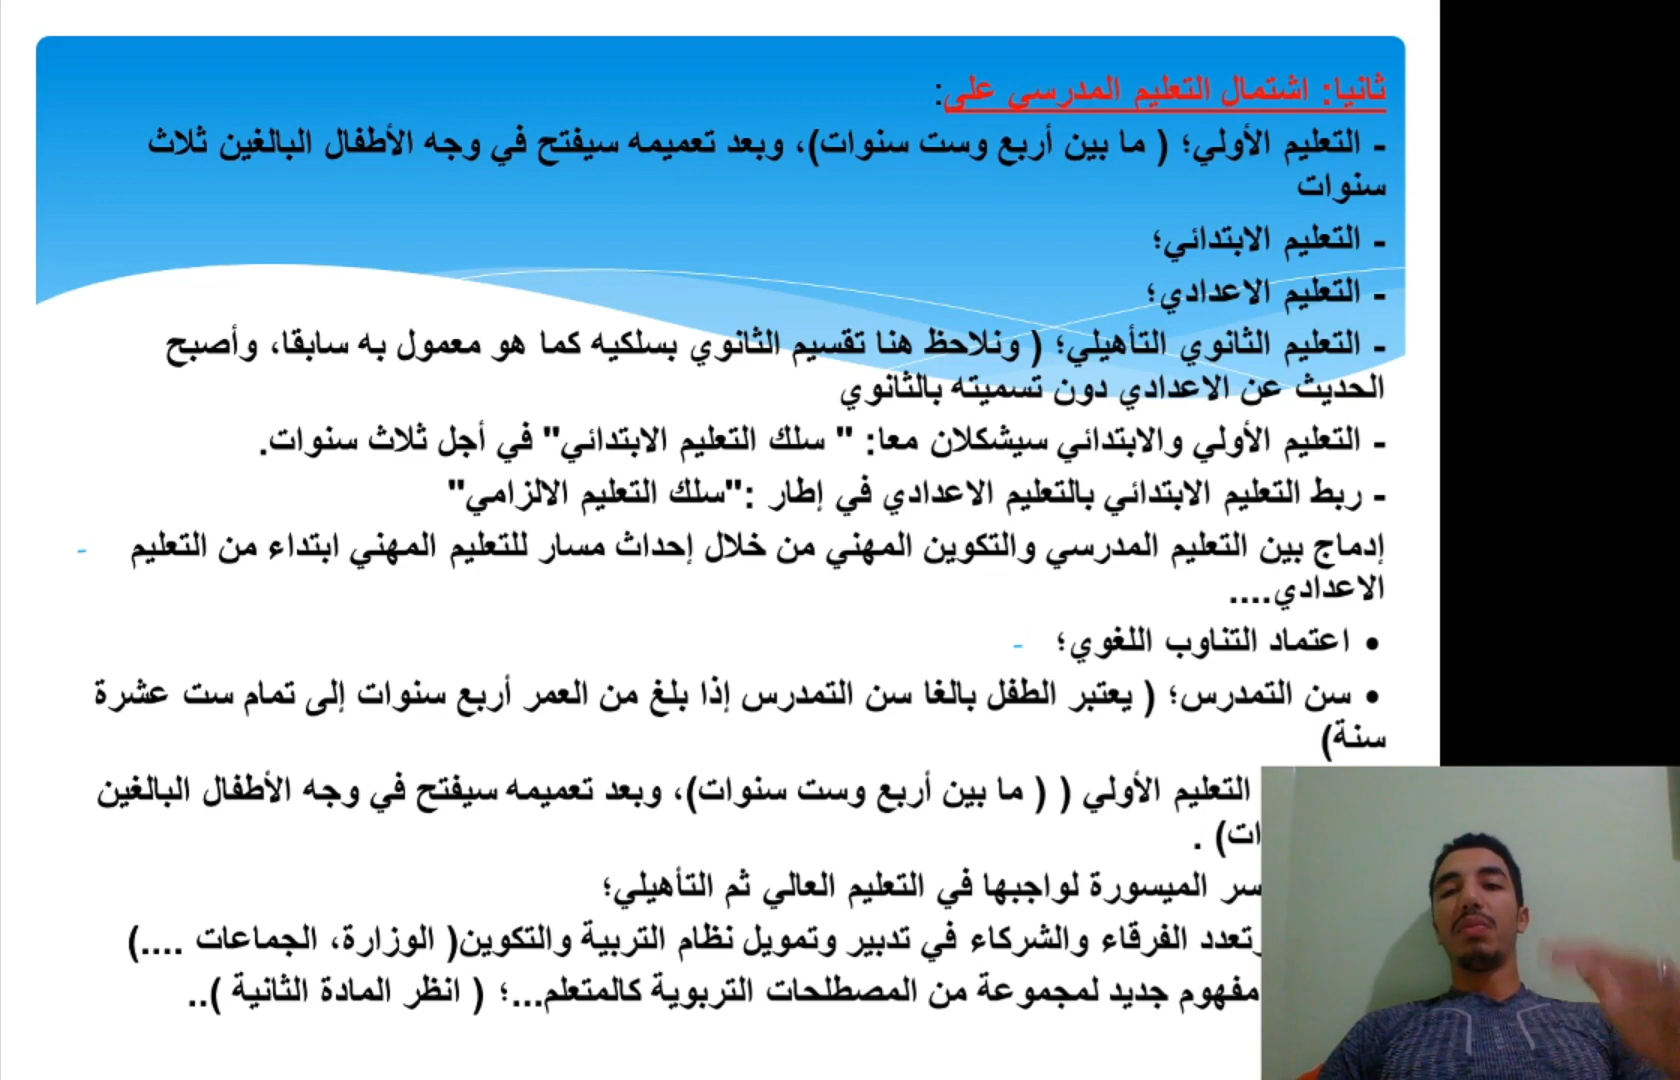 ثانيا: اشتمال التعليم المدرسي على:
- التعليم الأولي؛ ( ما بين أربع وست سنوات)، وبعد تعميمه سيفتح في وجه الأطفال البالغين ثلاث
سنوات
- التعليم الابتدائي؛
- التعليم الاعدادي؛
- التعليم الثانوي التأهيلي؛ ( ونلاحظ هنا تقسيم الثانوي بسلكيه كما هو معمول به سابقا، وأصبح
الحديث عن الاعدادي دون تسميته بالثانوي
- التعليم الأولي والابتدائي سيشكلان معا: " سلك التعليم الابتدائي" في أجل ثلاث سنوات.
- ربط التعليم الابتدائي بالتعليم الاعدادي في إطار :"سلك التعليم الالزامي"
إدماج بين التعليم المدرسي والتكوين المهني من خلال إحداث مسار للتعليم المهني ابتداء من التعليم -
الاعدادي....
• اعتماد التناوب اللغوي؛ -
• سن التمدرس؛ ( يعتبر الطفل بالغا سن التمدرس إذا بلغ من العمر أربع سنوات إلى تمام ست عشرة
سنة)
التعليم الأولي ( ( ما بين أربع وست سنوات)، وبعد تعميمه سيفتح في وجه الأطفال البالغين
ات) .
سر الميسورة لواجبها في التعليم العالي ثم التأهيلي؛
تعدد الفرقاء والشركاء في تدبير وتمويل نظام التربية والتكوين( الوزارة، الجماعات ....)
مفهوم جديد لمجموعة من المصطلحات التربوية كالمتعلم...؛ ( انظر المادة الثانية )..